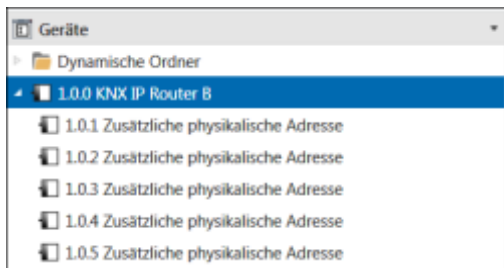 Geräte
Dynamische Ordner
1.0.0 KNX IP Router B
1.0.1 Zusätzliche physikalische Adresse
1.0.2 Zusätzliche physikalische Adresse
1.0.3 Zusätzliche physikalische Adresse
1.0.4 Zusätzliche physikalische Adresse
1.0.5 Zusätzliche physikalische Adresse